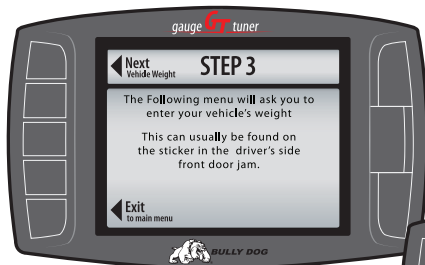 gauge GT tuner
Next
Vehicle Weight
STEP 3
The Following menu will ask you to
enter your vehicle's weight
This can usually be found on
the sticker in the driver's side
front door jam.
Exit
to main menu
BULLY DOG